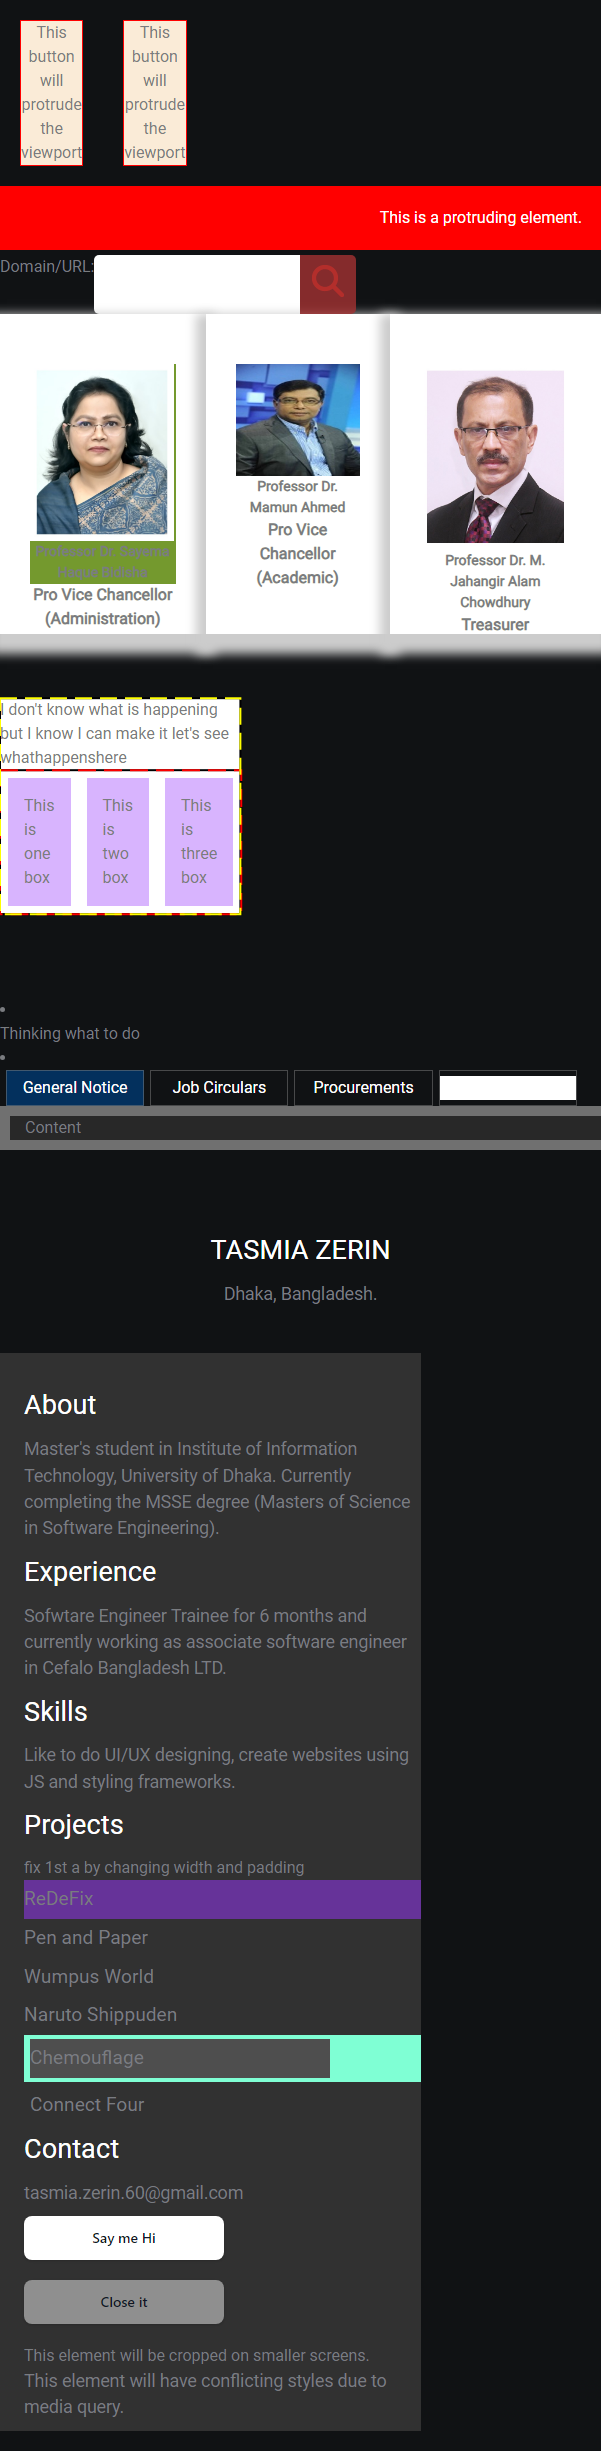 This
button
will
protrude
the
viewport
This
button
will
protrude
the
viewport
This is a protruding element.
Domain/URL:
Professor Dr. Sayema
Haque Bidisha
Pro Vice Chancellor
(Administration)
Professor Dr.
Mamun Ahmed
Pro Vice
Chancellor
(Academic)
Professor Dr. M.
Jahangir Alam
Chowdhury
Treasurer
I don't know what is happening
but I know I can make it let's see
whathappenshere
This
is
one
box
This
is
two
box
This
is
three
box
Thinking what to do
General Notice
Job Circulars
Procurements
Content
TASMIA ZERIN
Dhaka, Bangladesh.
About
Master's student in Institute of Information
Technology, University of Dhaka. Currently
completing the MSSE degree (Masters of Science
in Software Engineering).
Experience
Sofwtare Engineer Trainee for 6 months and
currently working as associate software engineer
in Cefalo Bangladesh LTD.
Skills
Like to do UI/UX designing, create websites using
JS and styling frameworks.
Projects
fix 1st a by changing width and padding
ReDeFix
Pen and Paper
Wumpus World
Naruto Shippuden
Chemouflage
Connect Four
Contact
tasmia.zerin.60@gmail.com
Say me Hi
Close it
This element will be cropped on smaller screens.
This element will have conflicting styles due to
media query.